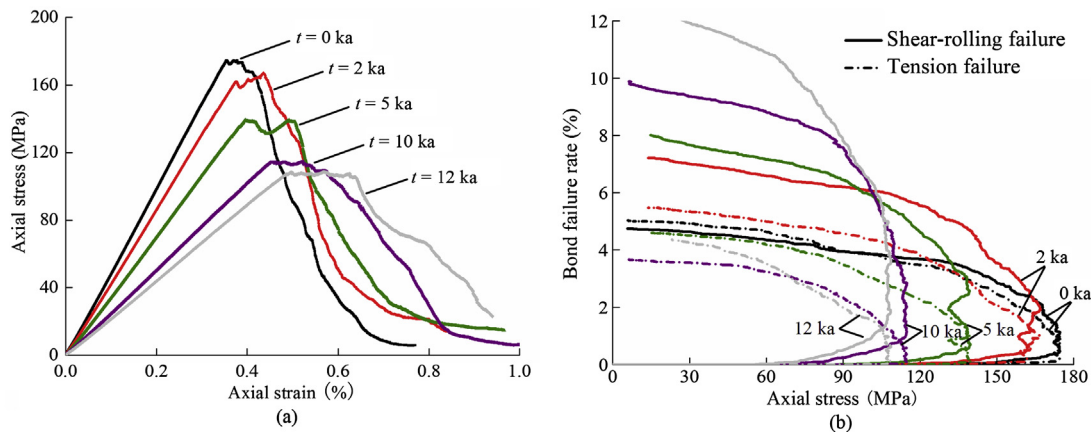 200
160
120
80
40
0
Axial stress (MPa)
t = 0 ka
t = 2 ka
t = 5 ka
t = 10 ka
t = 12 ka
0.0
0.2
0.4
0.6
0.8
1.0
Axial strain (%)
(a)
12
10
8
6
4
2
0
Bond failure rate (%)
Shear-rolling failure
Tension failure
2 ka
0 ka
12 ka
10 ka
5 ka
0
30
60
90
120
150
180
Axial stress (MPa)
(b)